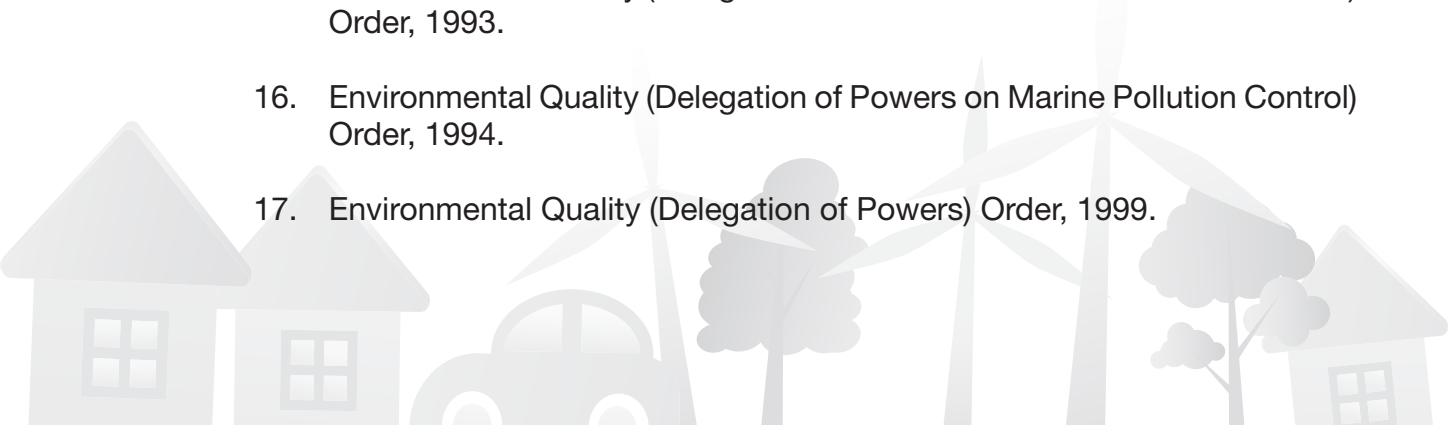 Order, 1993.
16. Environmental Quality (Delegation of Powers on Marine Pollution Control)
Order, 1994.
17. Environmental Quality (Delegation of Powers) Order, 1999.